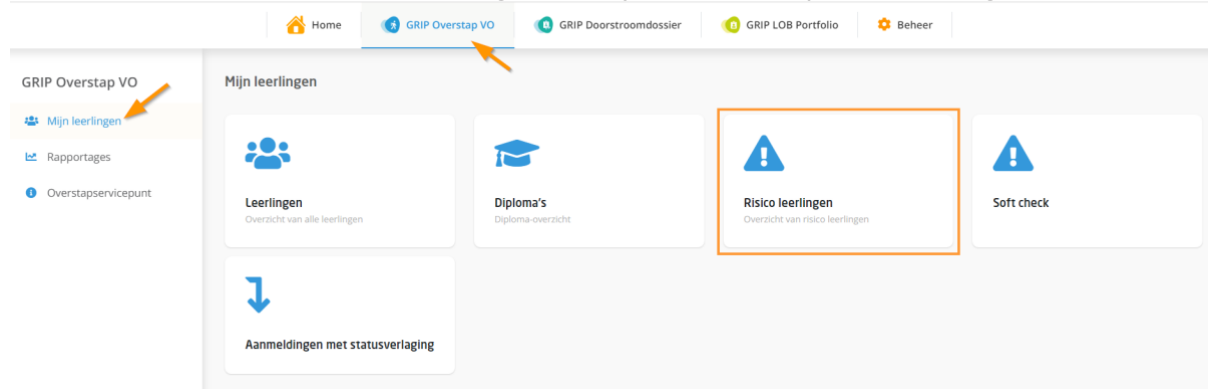 Home
GRIP Overstap VO
GRIP Doorstroomdossier
GRIP LOB Portfolio
Beheer
GRIP Overstap VO
Mijn leerlingen
Rapportages
Overstapservicepunt
Mijn leerlingen
Leerlingen
Overzicht van alle leerlingen
Diploma's
Diploma-overzicht
Risico leerlingen
Overzicht van risico leerlingen
Soft check
Aanmeldingen met statusverlaging